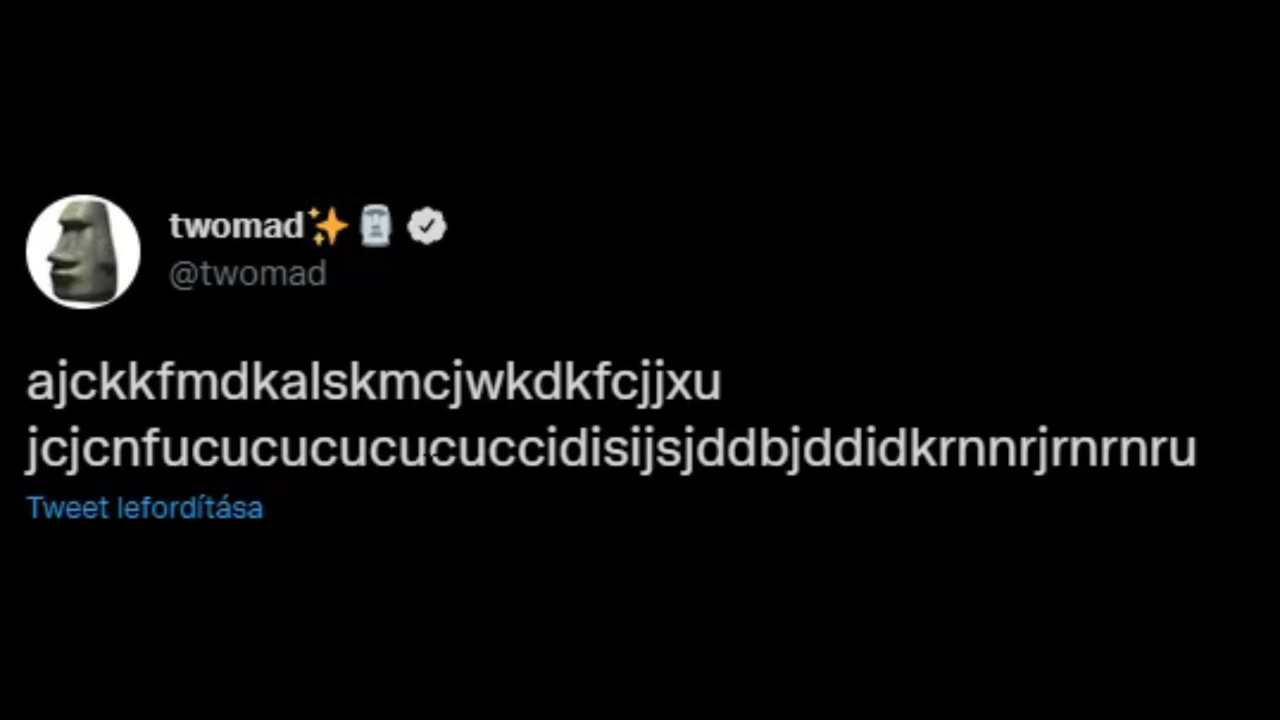 twomad✨🗿
@twomad
ajckkfmdkalskmcjwkdkfcjjxu
jcjcnfucucucucucuccidisijsjddbjddidkrnnrjrnrnru
Tweet lefordítása